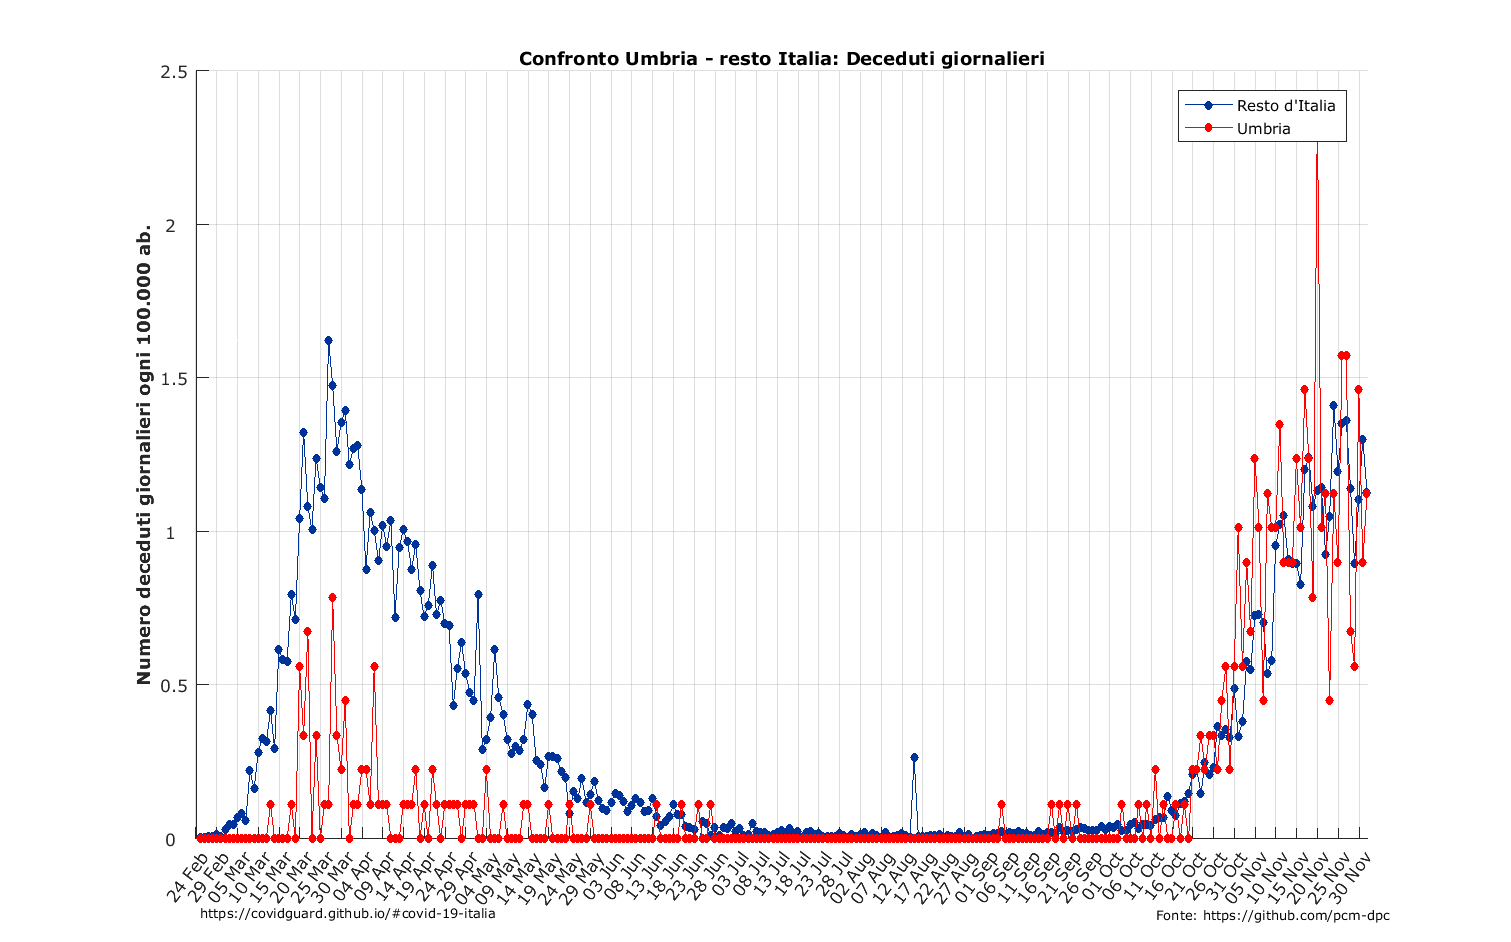 Confronto Umbria - resto Italia: Deceduti giornalieri
Numero deceduti giornalieri ogni 100.000 ab.
2.5
2
1.5
1
0.5
0
Resto d'Italia
Umbria
24 Feb
29 Feb
05 Mar
10 Mar
15 Mar
20 Mar
25 Mar
30 Mar
04 Apr
09 Apr
14 Apr
19 Apr
24 Apr
29 Apr
04 May
09 May
14 May
19 May
24 May
29 May
03 Jun
08 Jun
13 Jun
18 Jun
23 Jun
28 Jun
03 Jul
08 Jul
13 Jul
18 Jul
23 Jul
28 Jul
02 Aug
07 Aug
12 Aug
17 Aug
22 Aug
27 Aug
01 Sep
06 Sep
11 Sep
16 Sep
21 Sep
26 Sep
01 Oct
06 Oct
11 Oct
16 Oct
21 Oct
26 Oct
31 Oct
05 Nov
10 Nov
15 Nov
20 Nov
25 Nov
30 Nov
https://covidguard.github.io/#covid-19-italia
Fonte: https://github.com/pcm-dpc